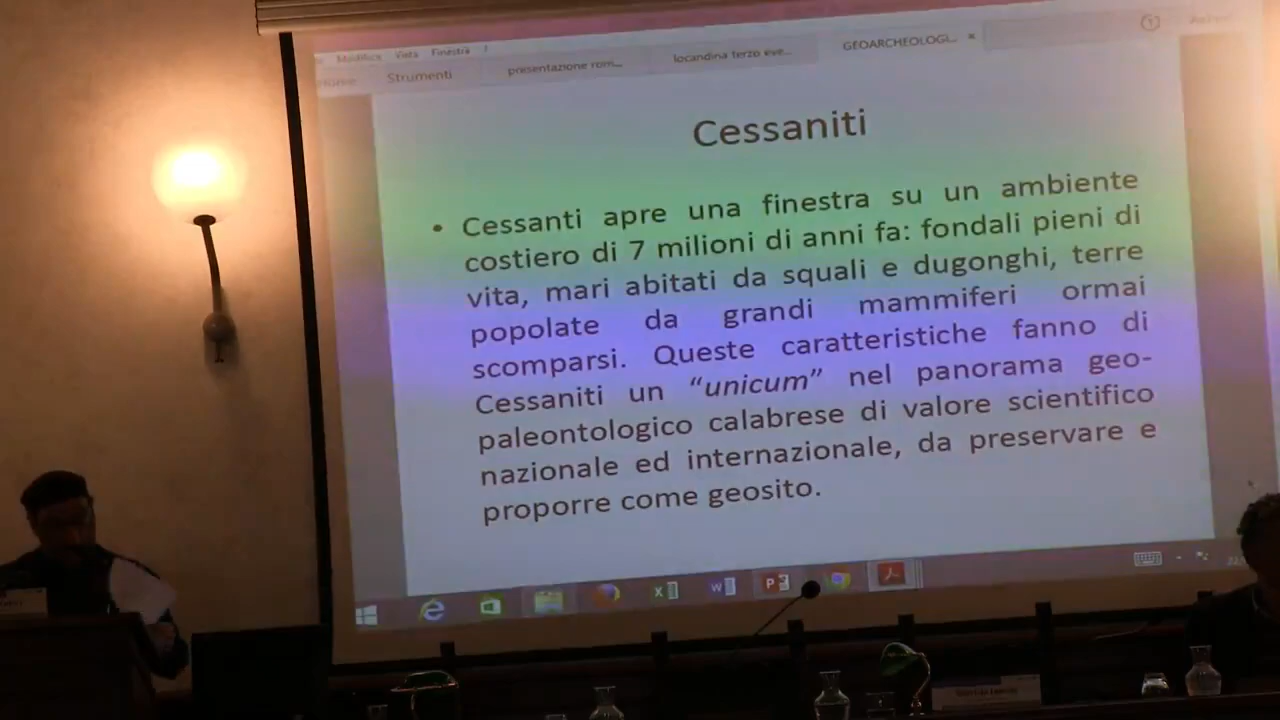 Modifica Vista Finestra ?
Home Strumenti presentazione rom... locandina terzo eve... GEOARCHEOLOGI... ×
Cessaniti
• Cessanti apre una finestra su un ambiente
costiero di 7 milioni di anni fa: fondali pieni di
vita, mari abitati da squali e dugonghi, terre
popolate da grandi mammiferi ormai
scomparsi. Queste caratteristiche fanno di
Cessaniti un “unicum” nel panorama geo-
paleontologico calabrese di valore scientifico
nazionale ed internazionale, da preservare e
proporre come geosito.